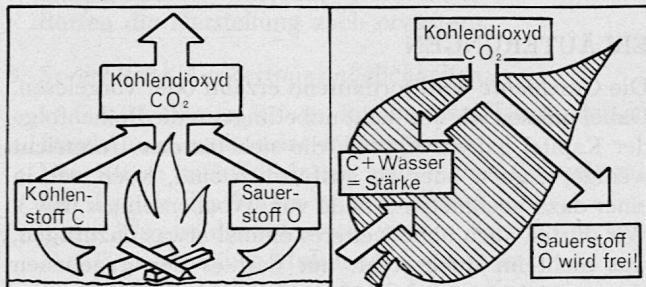 Kohlendioxyd
CO₂
Kohlen-
stoff C
Sauer-
stoff O
Kohlendioxyd
CO₂
C+Wasser
= Stärke
Sauerstoff
O wird frei!